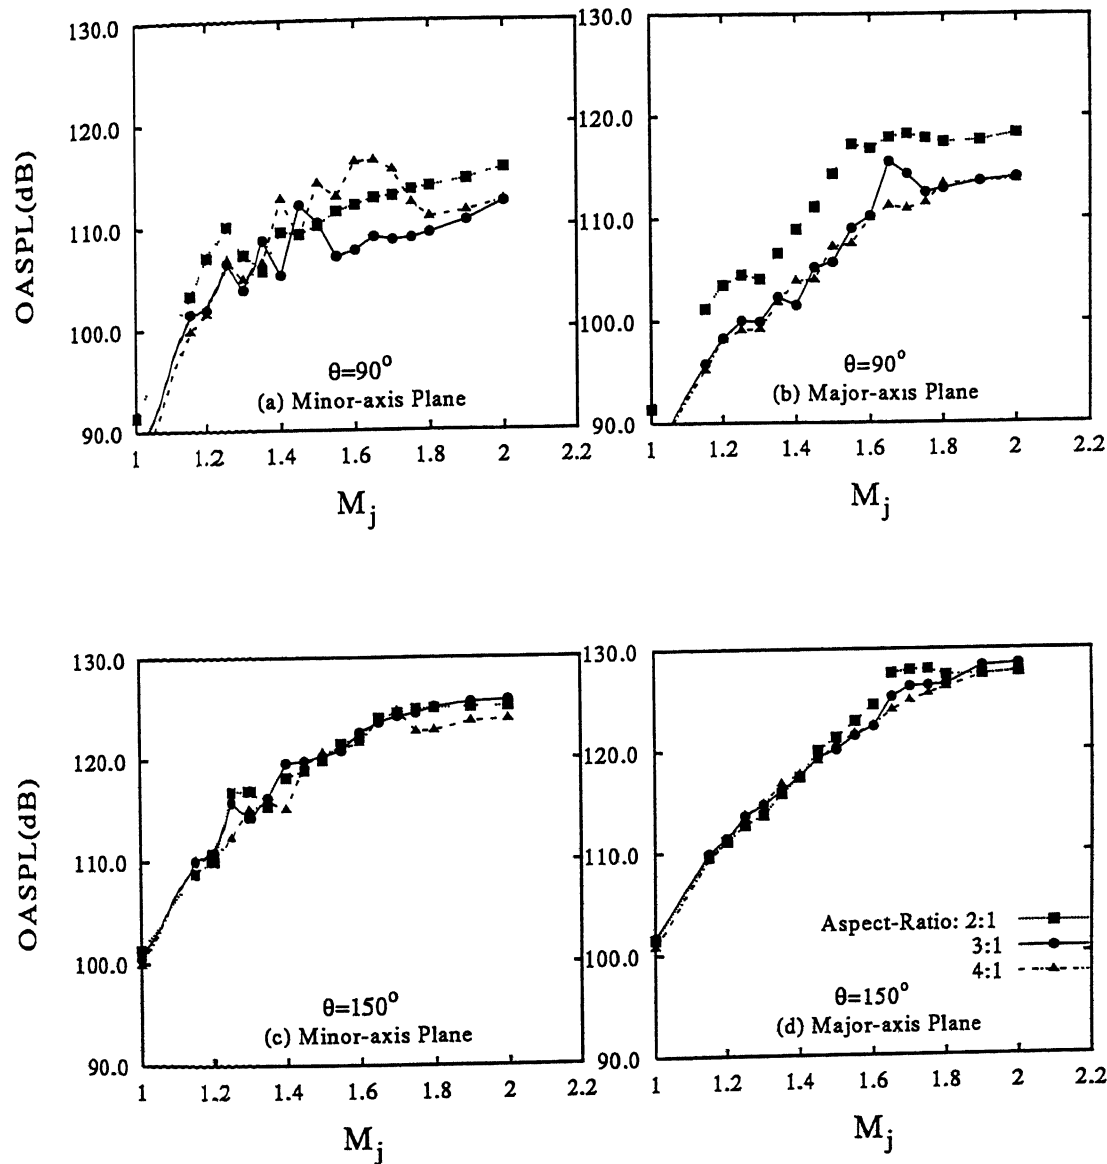 130.0
120.0
110.0
100.0
90.0
OASPL(dB)
θ=90°
(a) Minor-axis Plane
1 1.2 1.4 1.6 1.8 2 2.2
M_j
130.0
120.0
110.0
100.0
90.0
θ=90°
(b) Major-axis Plane
1 1.2 1.4 1.6 1.8 2 2.2
M_j
130.0
120.0
110.0
100.0
90.0
OASPL(dB)
θ=150°
(c) Minor-axis Plane
1 1.2 1.4 1.6 1.8 2 2.2
M_j
130.0
120.0
110.0
100.0
90.0
Aspect-Ratio: 2:1
3:1
4:1
θ=150°
(d) Major-axis Plane
1 1.2 1.4 1.6 1.8 2 2.2
M_j